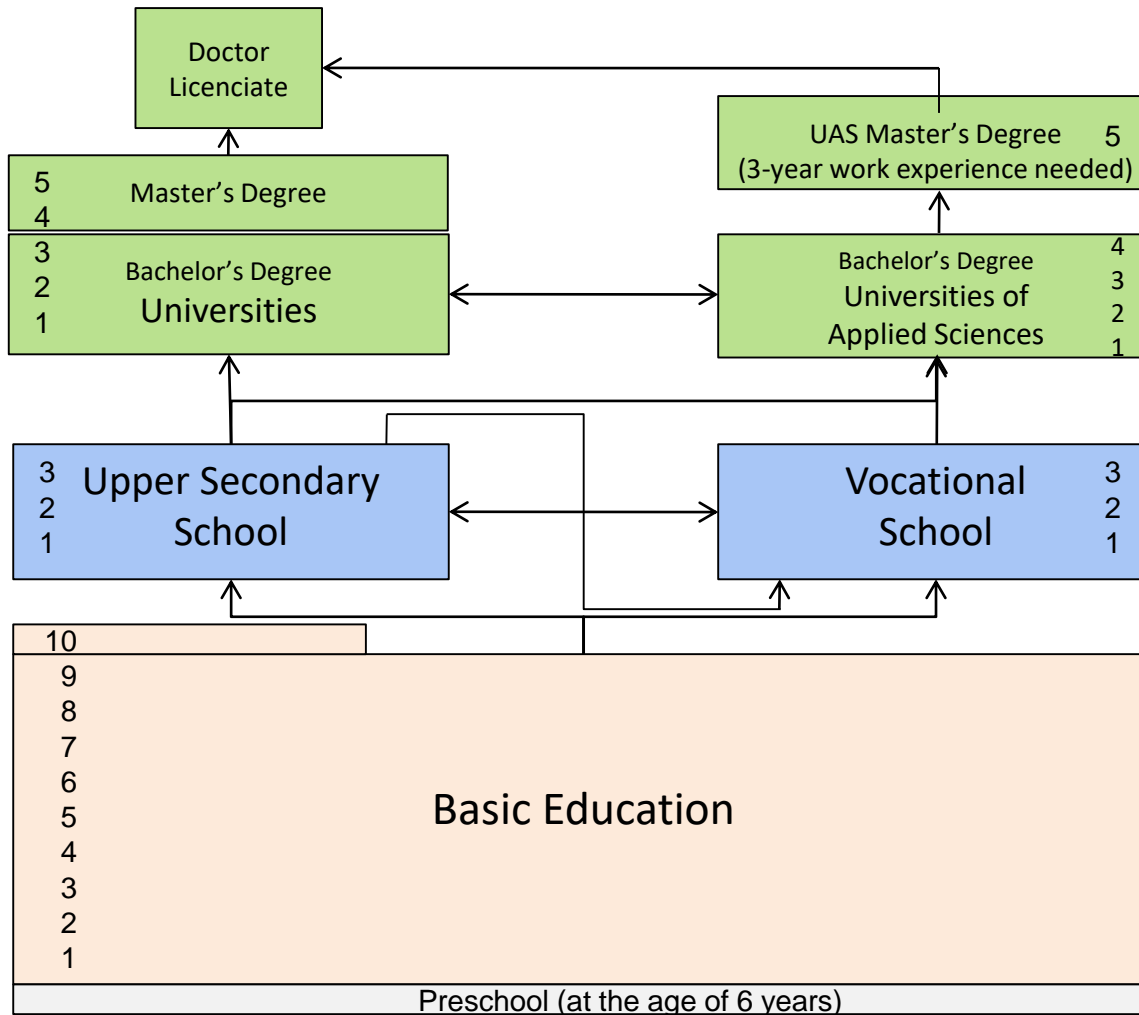 Doctor
Licenciate
UAS Master's Degree 5
(3-year work experience needed)
5
4
Master's Degree
3
2
1
Bachelor's Degree
Universities
Bachelor's Degree
Universities of
Applied Sciences
4
3
2
1
3
2
1
Upper Secondary
School
Vocational
School
3
2
1
10
9
8
7
6
5
4
3
2
1
Basic Education
Preschool (at the age of 6 years)